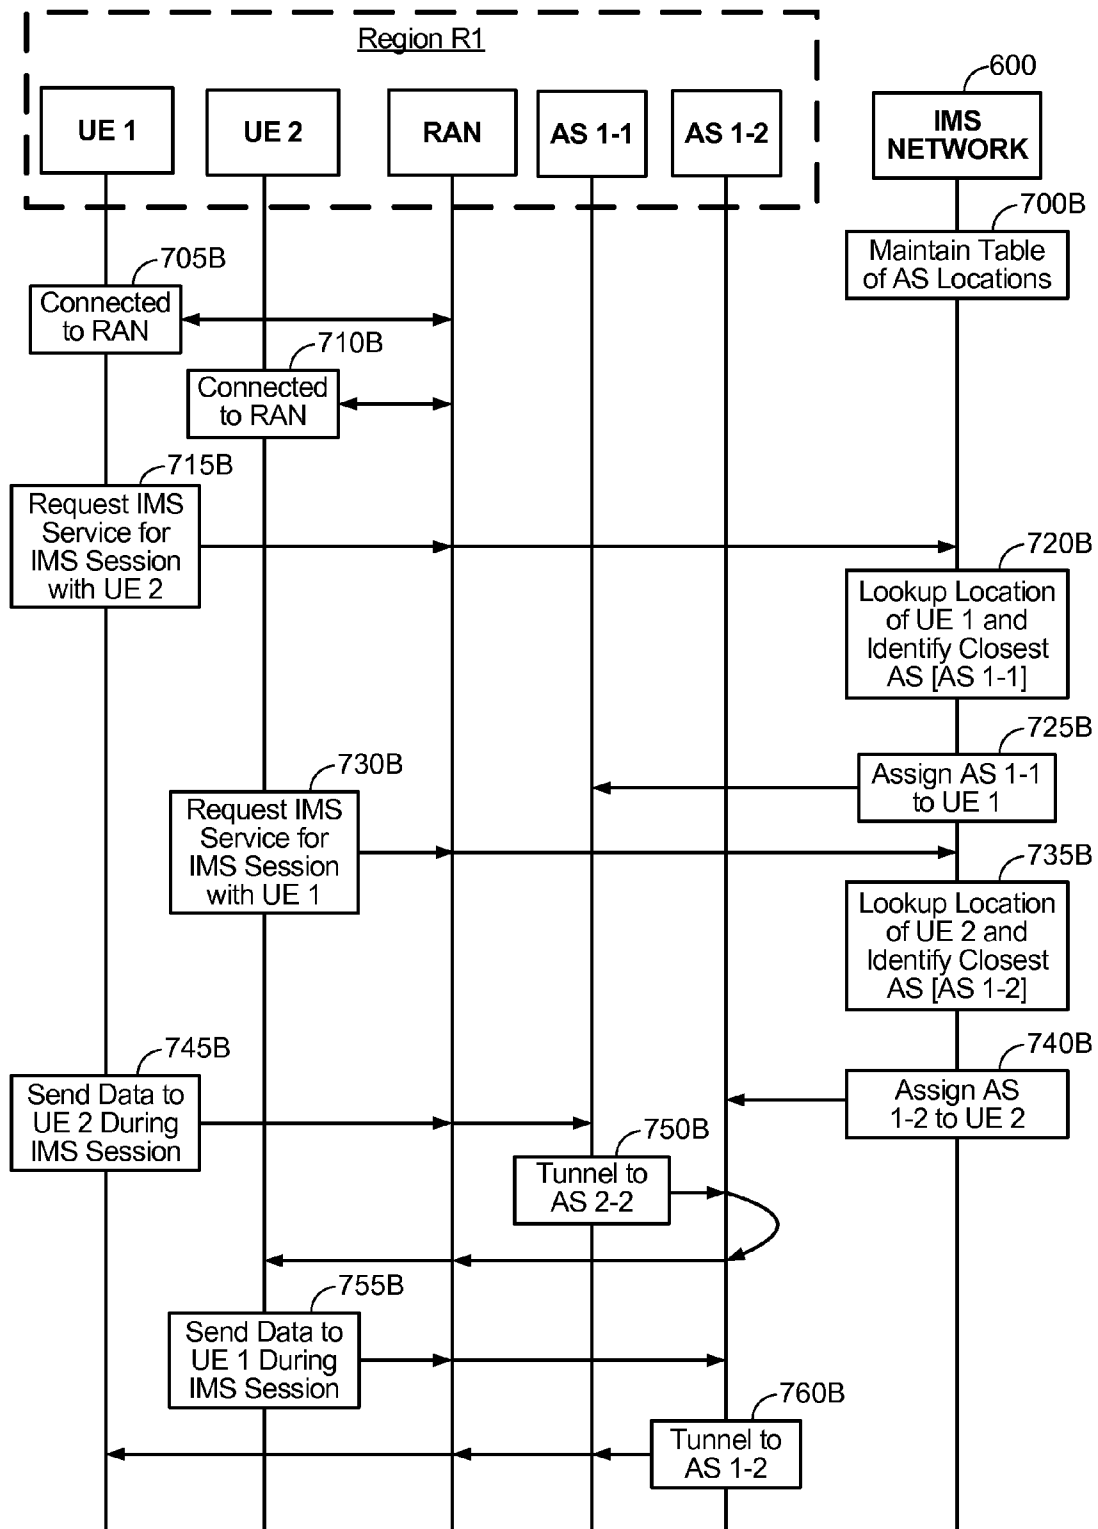 Region R1
UE 1
UE 2
RAN
AS 1-1
AS 1-2
600
IMS
NETWORK
700B
Maintain Table
of AS Locations
705B
Connected
to RAN
710B
Connected
to RAN
715B
Request IMS
Service for
IMS Session
with UE 2
720B
Lookup Location
of UE 1 and
Identify Closest
AS [AS 1-1]
725B
Assign AS 1-1
to UE 1
730B
Request IMS
Service for
IMS Session
with UE 1
735B
Lookup Location
of UE 2 and
Identify Closest
AS [AS 1-2]
740B
Assign AS
1-2 to UE 2
745B
Send Data to
UE 2 During
IMS Session
750B
Tunnel to
AS 2-2
755B
Send Data to
UE 1 During
IMS Session
760B
Tunnel to
AS 1-2